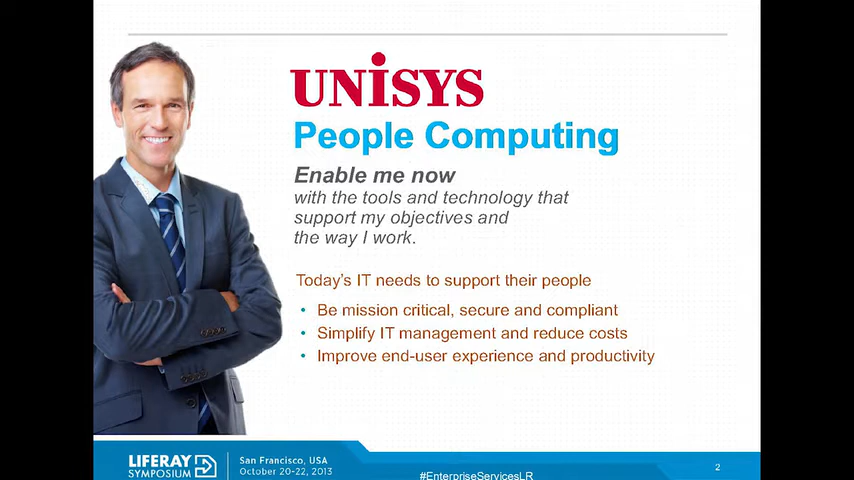 UNiSYS
People Computing
Enable me now
with the tools and technology that
support my objectives and
the way I work.
Today's IT needs to support their people
• Be mission critical, secure and compliant
• Simplify IT management and reduce costs
• Improve end-user experience and productivity
LIFERAY
SYMPOSIUM
San Francisco, USA
October 20-22, 2013
#EnterpriseServicesLR
2